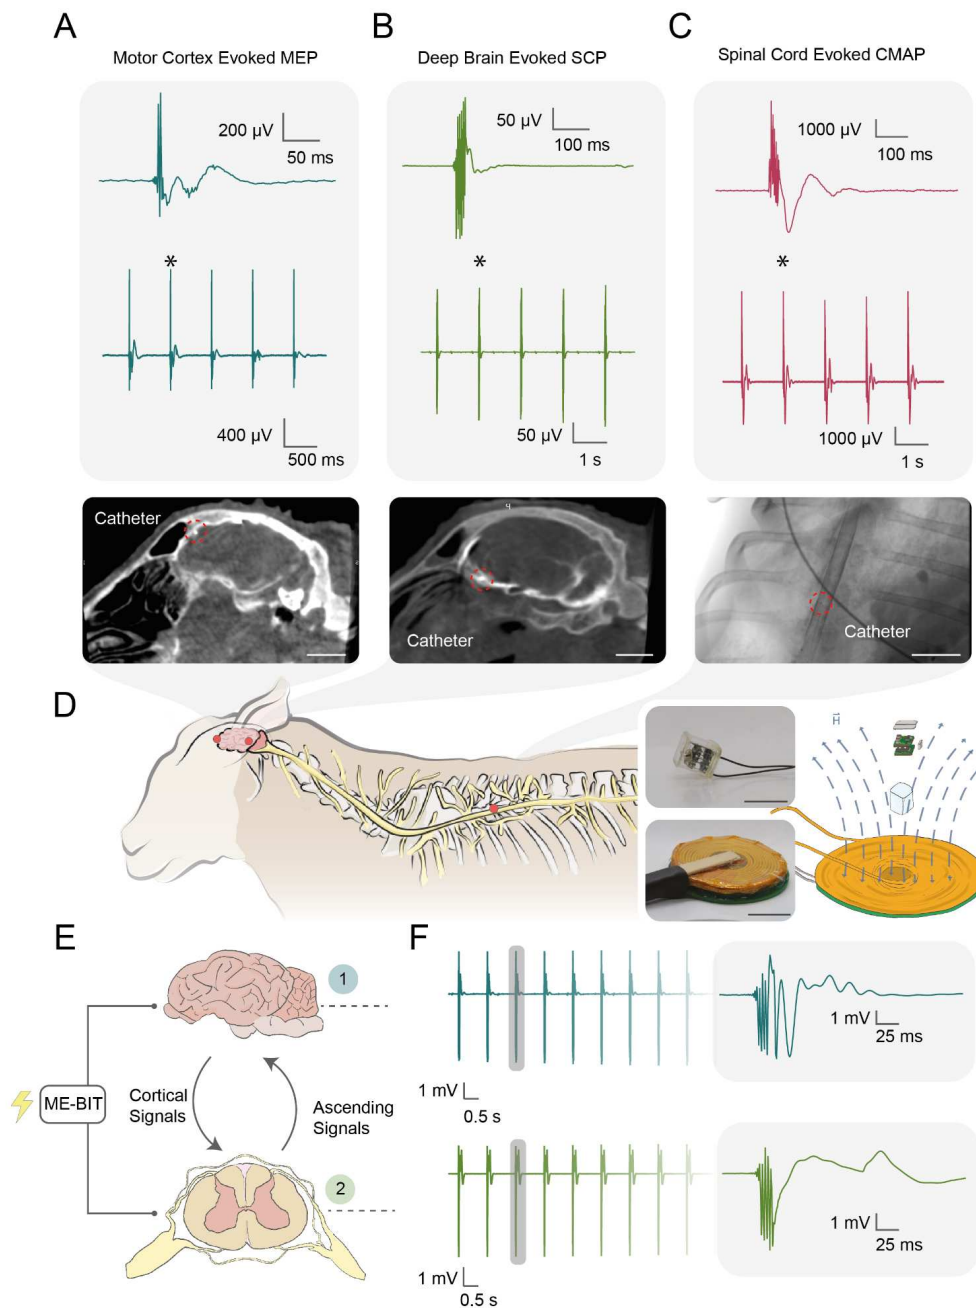 A
B
C
Motor Cortex Evoked MEP
Deep Brain Evoked SCP
Spinal Cord Evoked CMAP
200 µV
50 ms
50 µV
100 ms
1000 µV
100 ms
*
*
*
400 µV
500 ms
50 µV
1 s
1000 µV
1 s
Catheter
Catheter
Catheter
D
H
E
F
1
ME-BIT
Cortical
Signals
Ascending
Signals
2
1 mV
0.5 s
1 mV
25 ms
1 mV
0.5 s
1 mV
25 ms